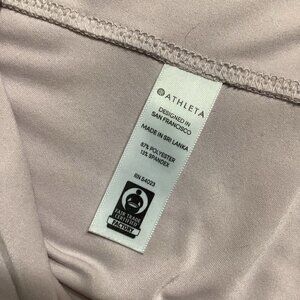 ATHLETA
DESIGNED IN
SAN FRANCISCO
MADE IN SRI LANKA
87% POLYESTER
13% SPANDEX
RN 54023
FAIR TRADE
CERTIFIED
FACTORY